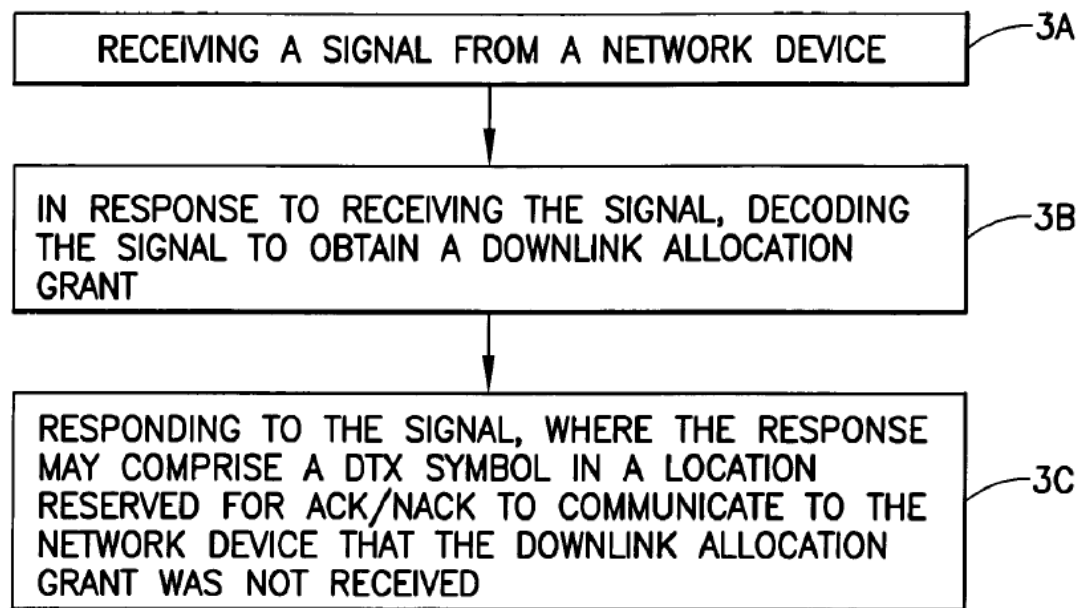 RECEIVING A SIGNAL FROM A NETWORK DEVICE
3A
IN RESPONSE TO RECEIVING THE SIGNAL, DECODING
THE SIGNAL TO OBTAIN A DOWNLINK ALLOCATION
GRANT
3B
RESPONDING TO THE SIGNAL, WHERE THE RESPONSE
MAY COMPRISE A DTX SYMBOL IN A LOCATION
RESERVED FOR ACK/NACK TO COMMUNICATE TO THE
NETWORK DEVICE THAT THE DOWNLINK ALLOCATION
GRANT WAS NOT RECEIVED
3C